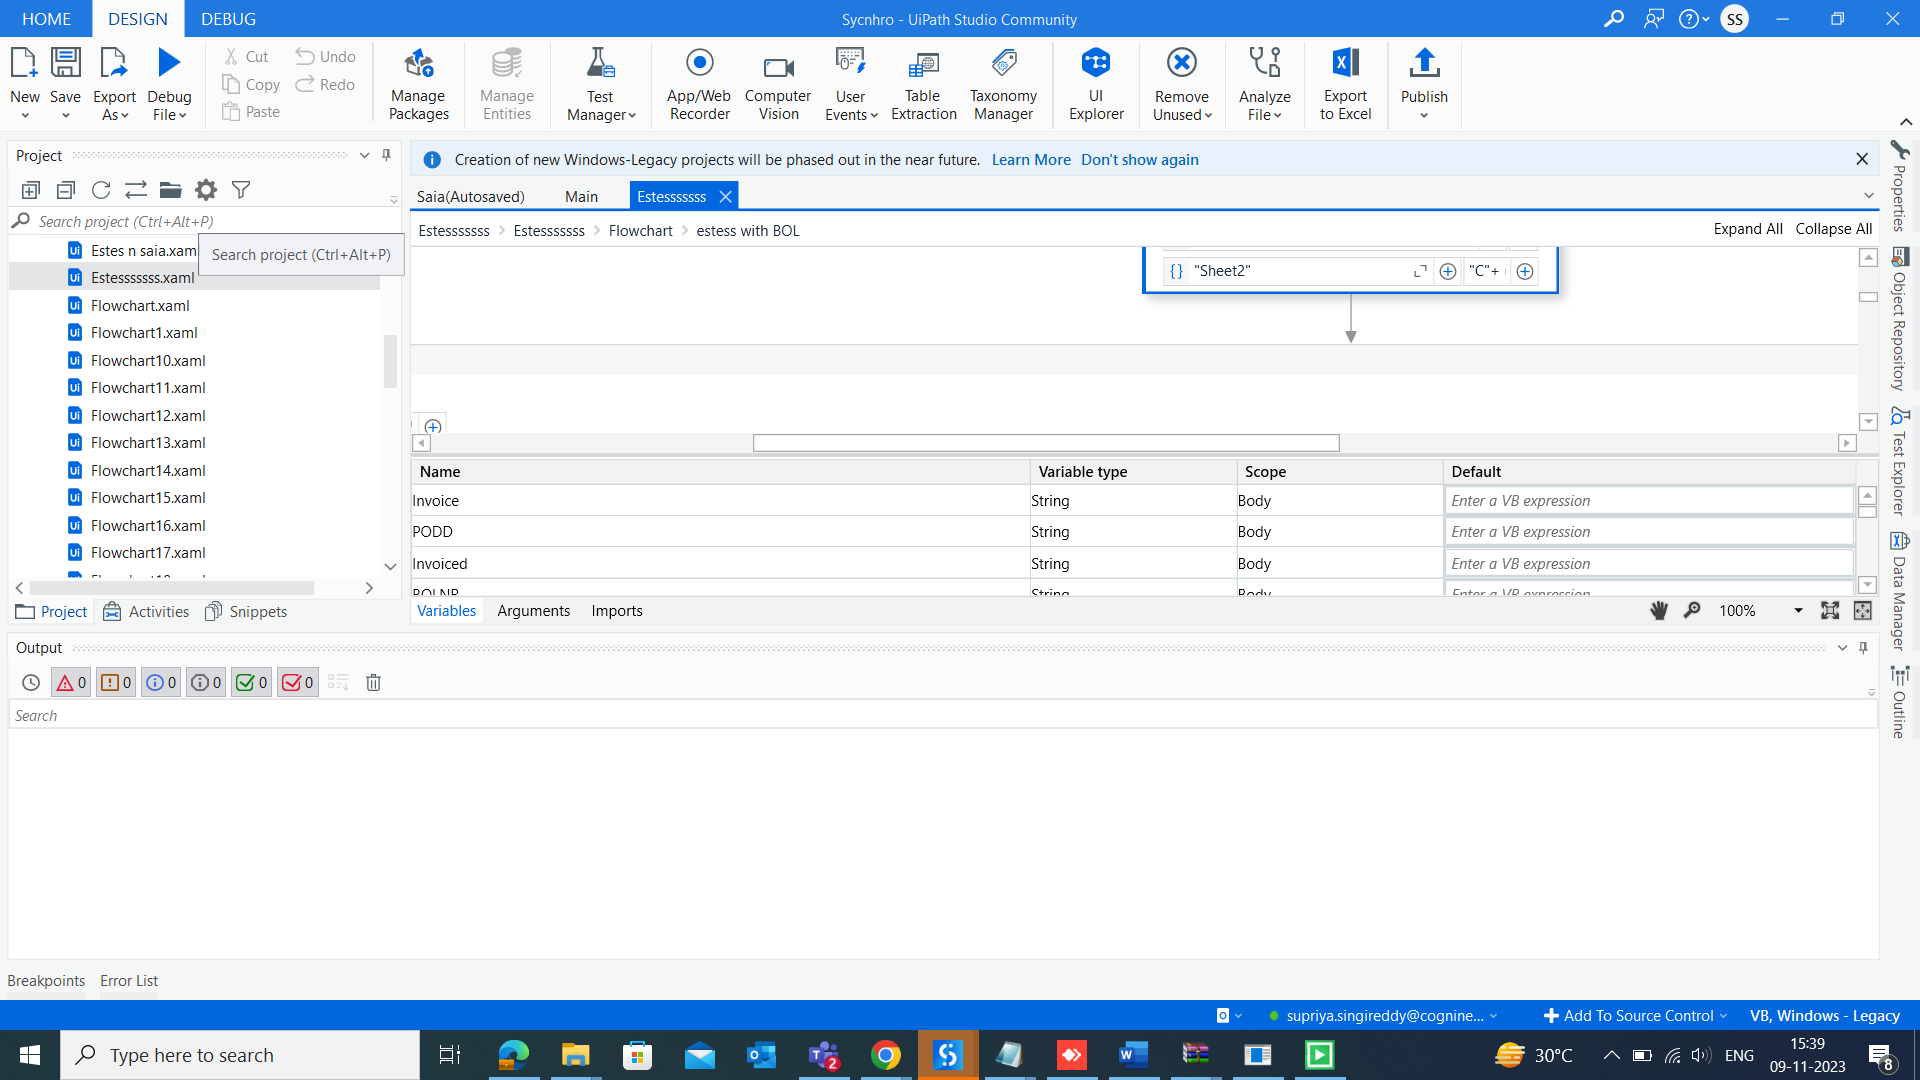 HOME DESIGN DEBUG
Sycnhro - UiPath Studio Community
SS
New Save Export As Debug File
Cut Copy Paste Undo Redo
Manage Packages
Manage Entities
Test Manager
App/Web Recorder
Computer Vision
User Events
Table Extraction
Taxonomy Manager
UI Explorer
Remove Unused
Analyze File
Export to Excel
Publish
Project
Search project (Ctrl+Alt+P)
Search project (Ctrl+Alt+P)
Estes n saia.xam
Estesssssss.xaml
Flowchart.xaml
Flowchart1.xaml
Flowchart10.xaml
Flowchart11.xaml
Flowchart12.xaml
Flowchart13.xaml
Flowchart14.xaml
Flowchart15.xaml
Flowchart16.xaml
Flowchart17.xaml
Project Activities Snippets
Creation of new Windows-Legacy projects will be phased out in the near future. Learn More Don't show again
Saia(Autosaved) Main Estesssssss
Estesssssss Estesssssss Flowchart estess with BOL
Expand All Collapse All
"Sheet2" "C"+
Name Variable type Scope Default
Invoice String Body Enter a VB expression
PODD String Body Enter a VB expression
Invoiced String Body Enter a VB expression
BOLNR String Body Enter a VB expression
Variables Arguments Imports
100%
Properties
Object Repository
Test Explorer
Data Manager
Outline
Output
0 0 0 0 0 0
Search
Breakpoints Error List
supriya.singireddy@cognine...
Add To Source Control
VB, Windows - Legacy
Type here to search
2
30°C
ENG
15:39
09-11-2023
8